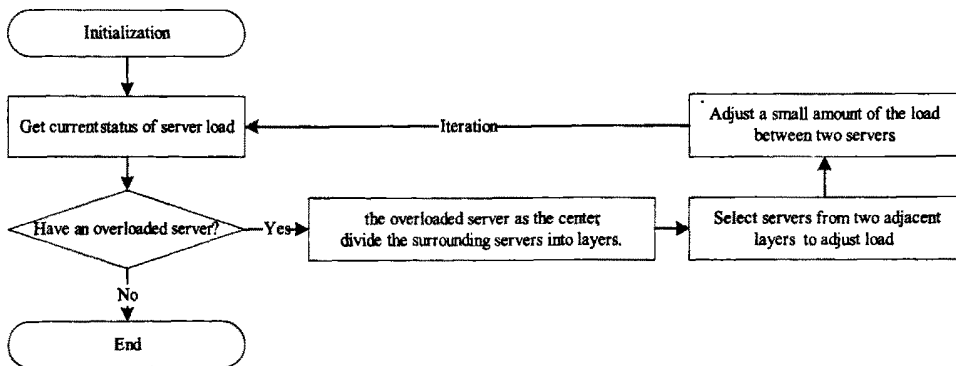 Initialization
Get current status of server load
Iteration
Adjust a small amount of the load
between two servers
Have an overloaded server?
Yes
the overloaded server as the center,
divide the surrounding servers into layers.
Select servers from two adjacent
layers to adjust load
No
End